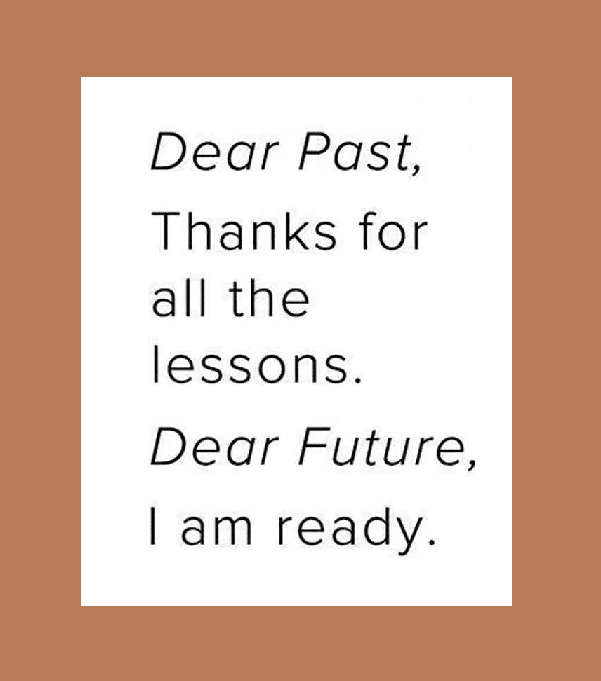 Dear Past,
Thanks for
all the
lessons.
Dear Future,
I am ready.